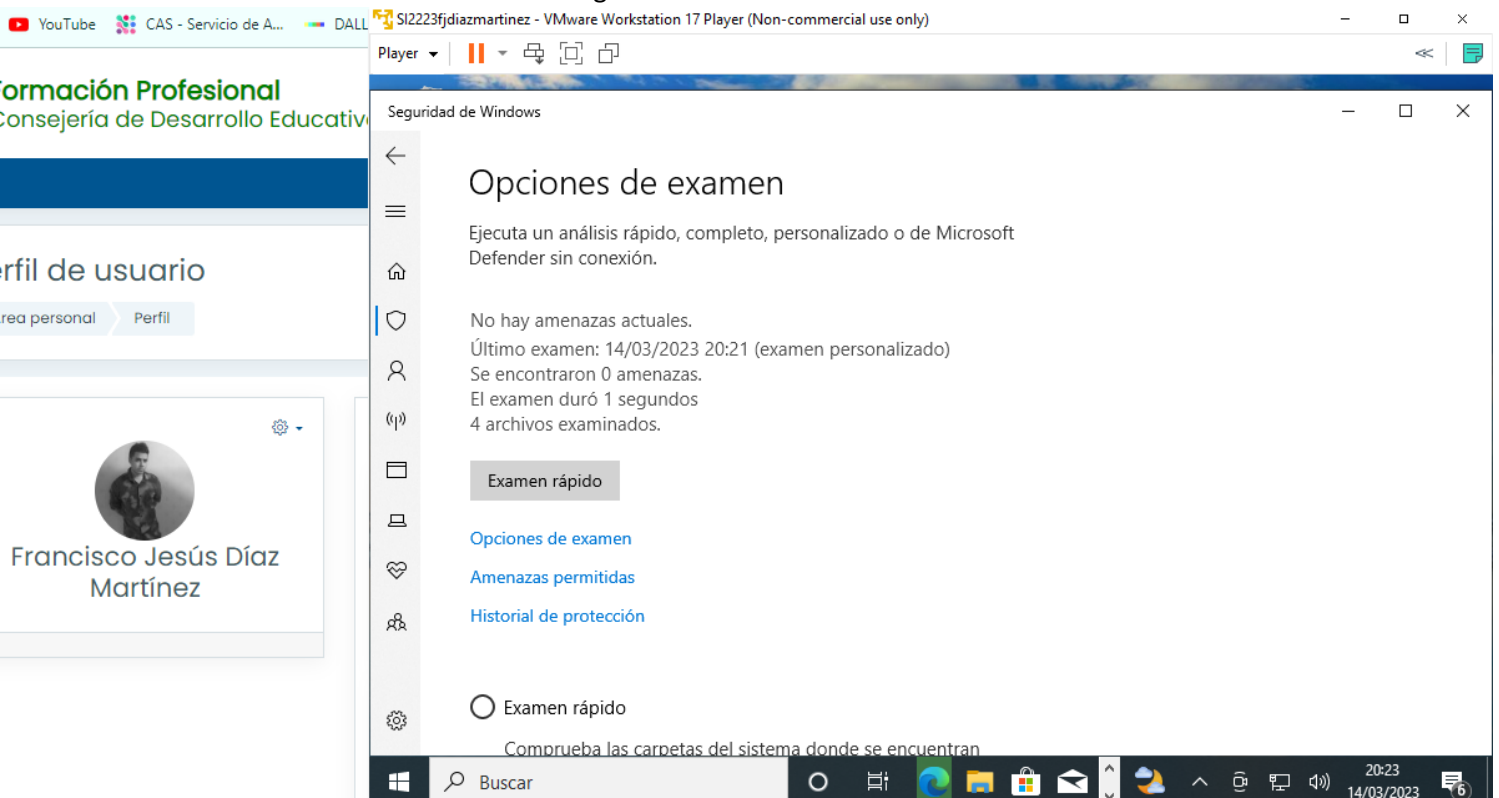 YouTube
CAS - Servicio de A...
DALL
SI2223fjdiazmartinez - VMware Workstation 17 Player (Non-commercial use only)
Player
Formación Profesional
Consejería de Desarrollo Educativ
Seguridad de Windows
Opciones de examen
Ejecuta un análisis rápido, completo, personalizado o de Microsoft
Defender sin conexión.
erfil de usuario
rea personal
Perfil
No hay amenazas actuales.
Último examen: 14/03/2023 20:21 (examen personalizado)
Se encontraron 0 amenazas.
El examen duró 1 segundos
4 archivos examinados.
Examen rápido
Francisco Jesús Díaz
Martínez
Opciones de examen
Amenazas permitidas
Historial de protección
Examen rápido
Comprueba las carpetas del sistema donde se encuentran
Buscar
20:23
14/03/2023
6